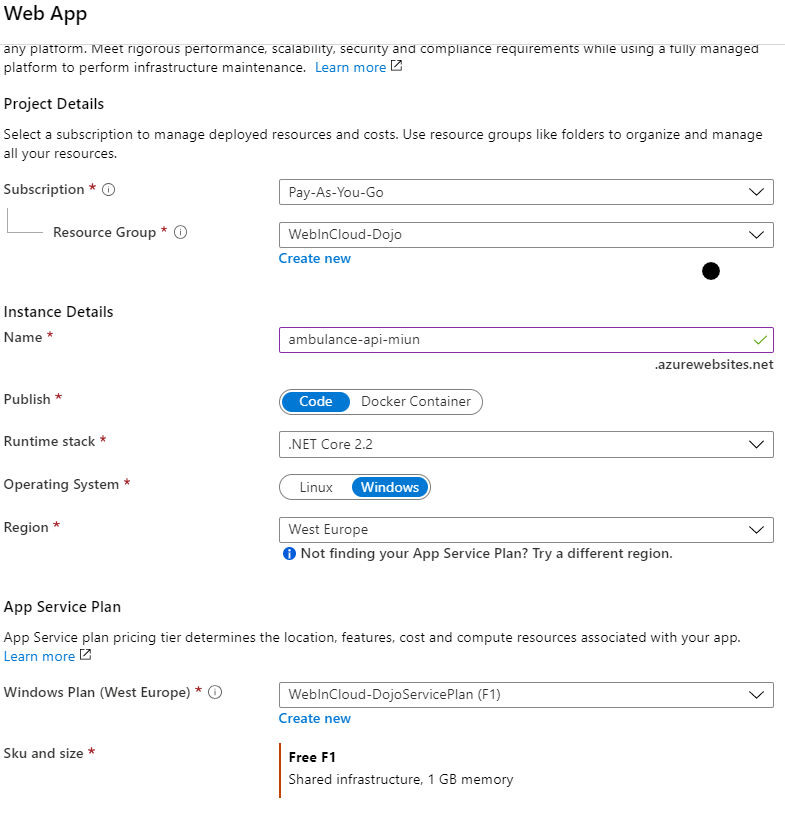 Web App
any platform. Meet rigorous performance, scalability, security and compliance requirements while using a fully managed
platform to perform infrastructure maintenance. Learn more
Project Details
Select a subscription to manage deployed resources and costs. Use resource groups like folders to organize and manage
all your resources.
Subscription * Pay-As-You-Go
Resource Group * WebInCloud-Dojo
Create new
Instance Details
Name * ambulance-api-miun
.azurewebsites.net
Publish * Code Docker Container
Runtime stack * .NET Core 2.2
Operating System * Linux Windows
Region * West Europe
Not finding your App Service Plan? Try a different region.
App Service Plan
App Service plan pricing tier determines the location, features, cost and compute resources associated with your app.
Learn more
Windows Plan (West Europe) * WebInCloud-DojoServicePlan (F1)
Create new
Sku and size * Free F1
Shared infrastructure, 1 GB memory